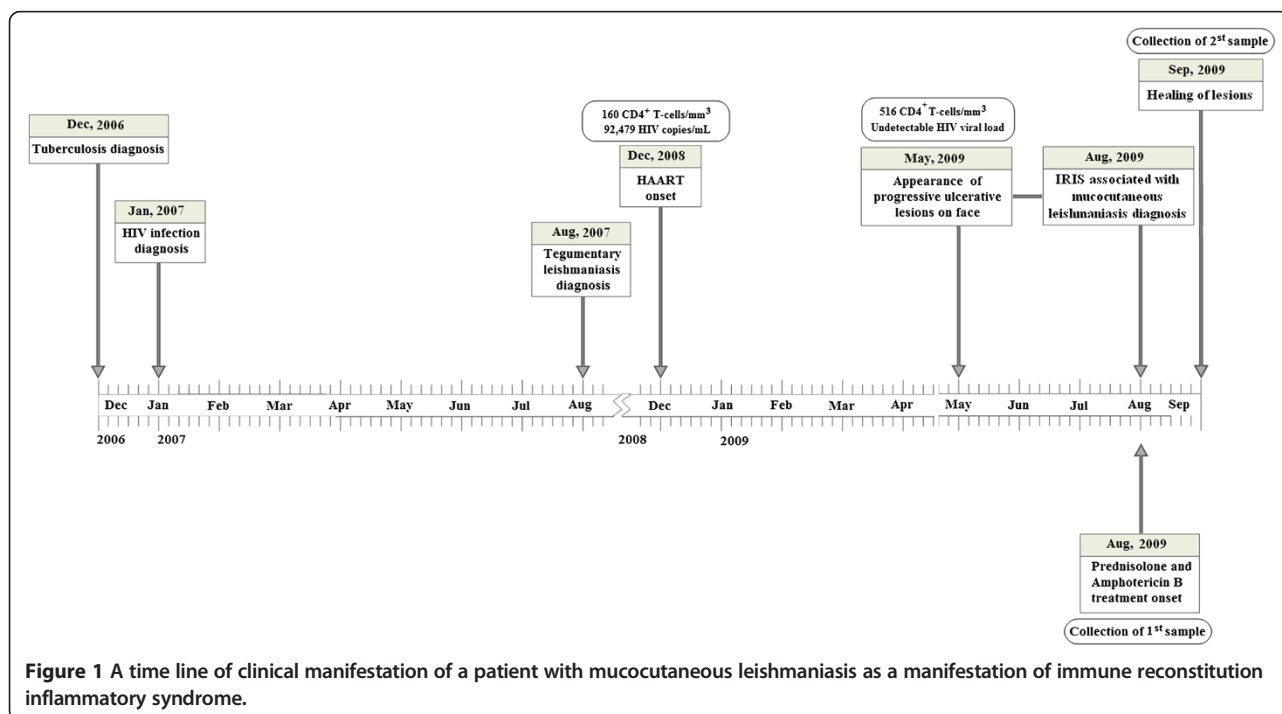 Collection of 2st sample
Sep, 2009
Healing of lesions
Dec, 2006
Tuberculosis diagnosis
160 CD4+ T-cells/mm3
92,479 HIV copies/mL
Dec, 2008
HAART
onset
516 CD4+ T-cells/mm3
Undetectable HIV viral load
May, 2009
Appearance of
progressive ulcerative
lesions on face
Aug, 2009
IRIS associated with
mucocutaneous
leishmaniasis diagnosis
Jan, 2007
HIV infection
diagnosis
Aug, 2007
Tegumentary
leishmaniasis
diagnosis
Dec Jan Feb Mar Apr May Jun Jul Aug Dec Jan Feb Mar Apr May Jun Jul Aug Sep
2006 2007 2008 2009
Aug, 2009
Prednisolone and
Amphotericin B
treatment onset
Collection of 1st sample
Figure 1 A time line of clinical manifestation of a patient with mucocutaneous leishmaniasis as a manifestation of immune reconstitution
inflammatory syndrome.